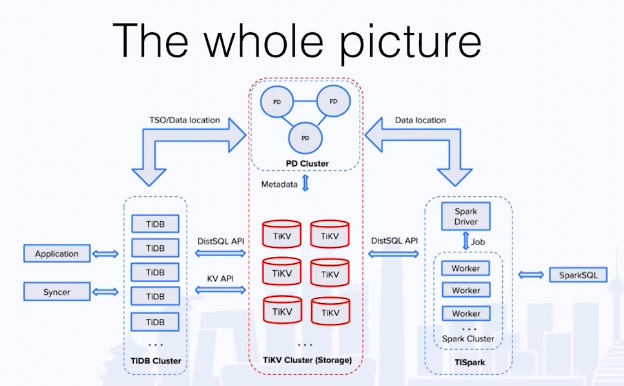 The whole picture
PD
PD
PD
PD Cluster
TSO/Data location
Data location
Metadata
TiDB
TiDB
TiDB
TiDB
TiDB
...
TiDB Cluster
Application
Syncer
DistSQL API
KV API
TiKV
TiKV
TiKV
TiKV
TiKV
TiKV
...
TiKV Cluster (Storage)
DistSQL API
Spark
Driver
Job
Worker
Worker
Worker
...
Spark Cluster
TiSpark
SparkSQL